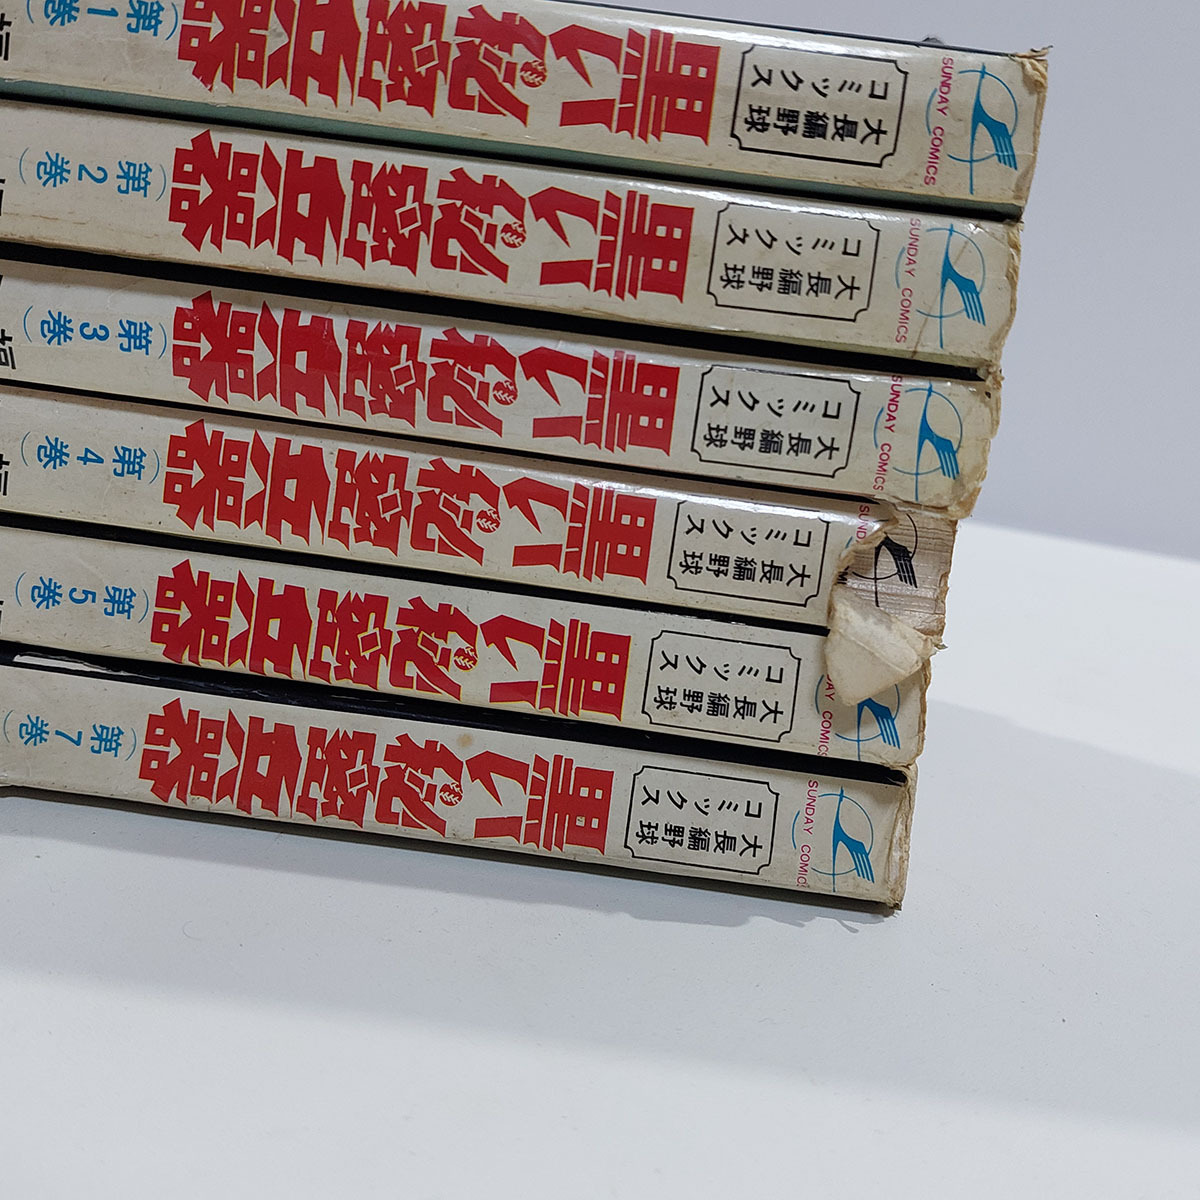 SUNDAY COMICS
大長編野球
コミックス
黒い秘密兵器
第1巻
SUNDAY COMICS
大長編野球
コミックス
黒い秘密兵器
第2巻
SUNDAY COMICS
大長編野球
コミックス
黒い秘密兵器
第3巻
大長編野球
コミックス
黒い秘密兵器
第4巻
大長編野球
コミックス
黒い秘密兵器
第5巻
SUNDAY COMICS
大長編野球
コミックス
黒い秘密兵器
第7巻